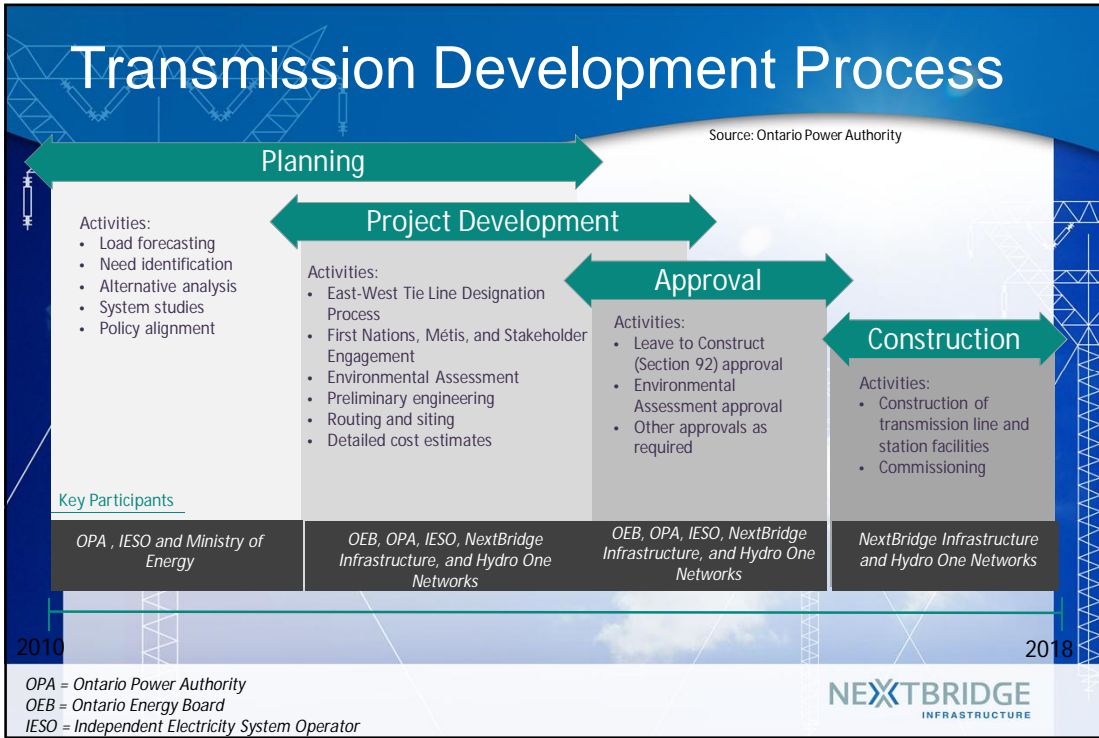 Transmission Development Process
Source: Ontario Power Authority
Planning
Activities:
• Load forecasting
• Need identification
• Alternative analysis
• System studies
• Policy alignment
Project Development
Activities:
• East-West Tie Line Designation
Process
• First Nations, Métis, and Stakeholder
Engagement
• Environmental Assessment
• Preliminary engineering
• Routing and siting
• Detailed cost estimates
Approval
Activities:
• Leave to Construct
(Section 92) approval
• Environmental
Assessment approval
• Other approvals as
required
Construction
Activities:
• Construction of
transmission line and
station facilities
• Commissioning
Key Participants
OPA , IESO and Ministry of
Energy
OEB, OPA, IESO, NextBridge
Infrastructure, and Hydro One
Networks
OEB, OPA, IESO, NextBridge
Infrastructure, and Hydro One
Networks
NextBridge Infrastructure
and Hydro One Networks
2010
2018
OPA = Ontario Power Authority
OEB = Ontario Energy Board
IESO = Independent Electricity System Operator
NEXTBRIDGE
INFRASTRUCTURE